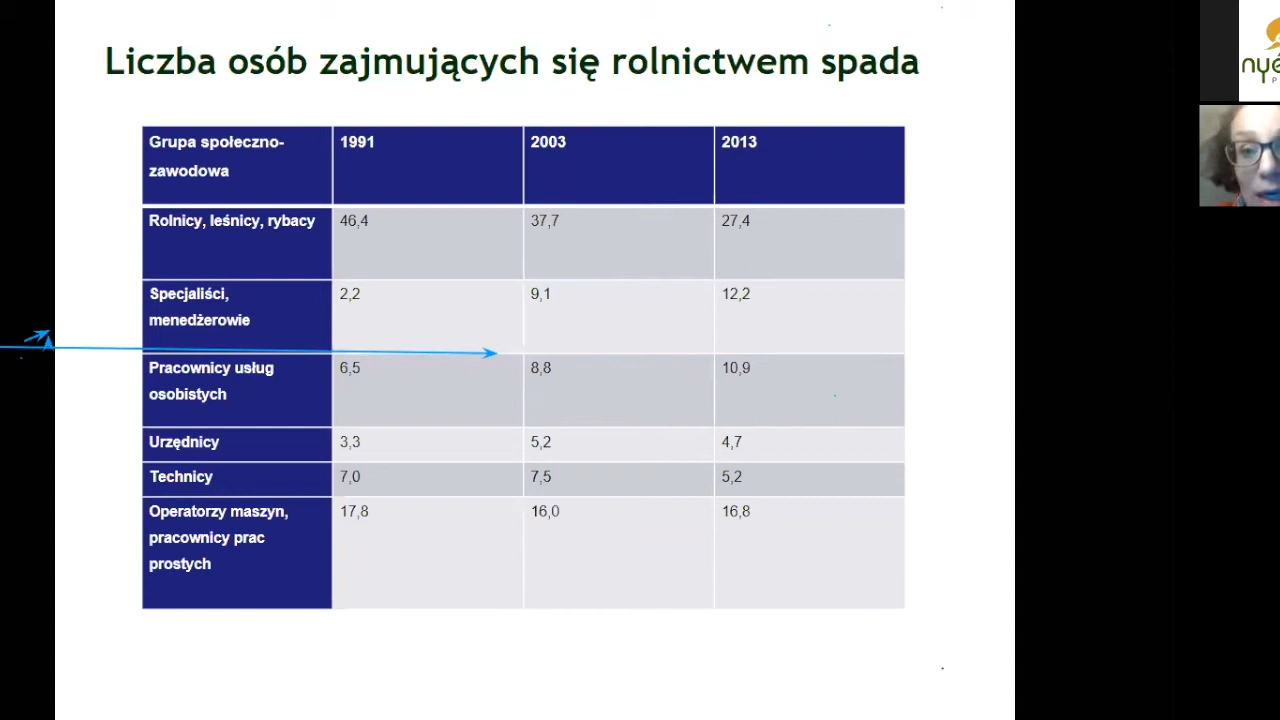 Liczba osób zajmujących się rolnictwem spada
Grupa społeczno-
zawodowa
1991
2003
2013
Rolnicy, leśnicy, rybacy
46,4
37,7
27,4
Specjaliści,
menedżerowie
2,2
9,1
12,2
Pracownicy usług
osobistych
6,5
8,8
10,9
Urzędnicy
3,3
5,2
4,7
Technicy
7,0
7,5
5,2
Operatorzy maszyn,
pracownicy prac
prostych
17,8
16,0
16,8